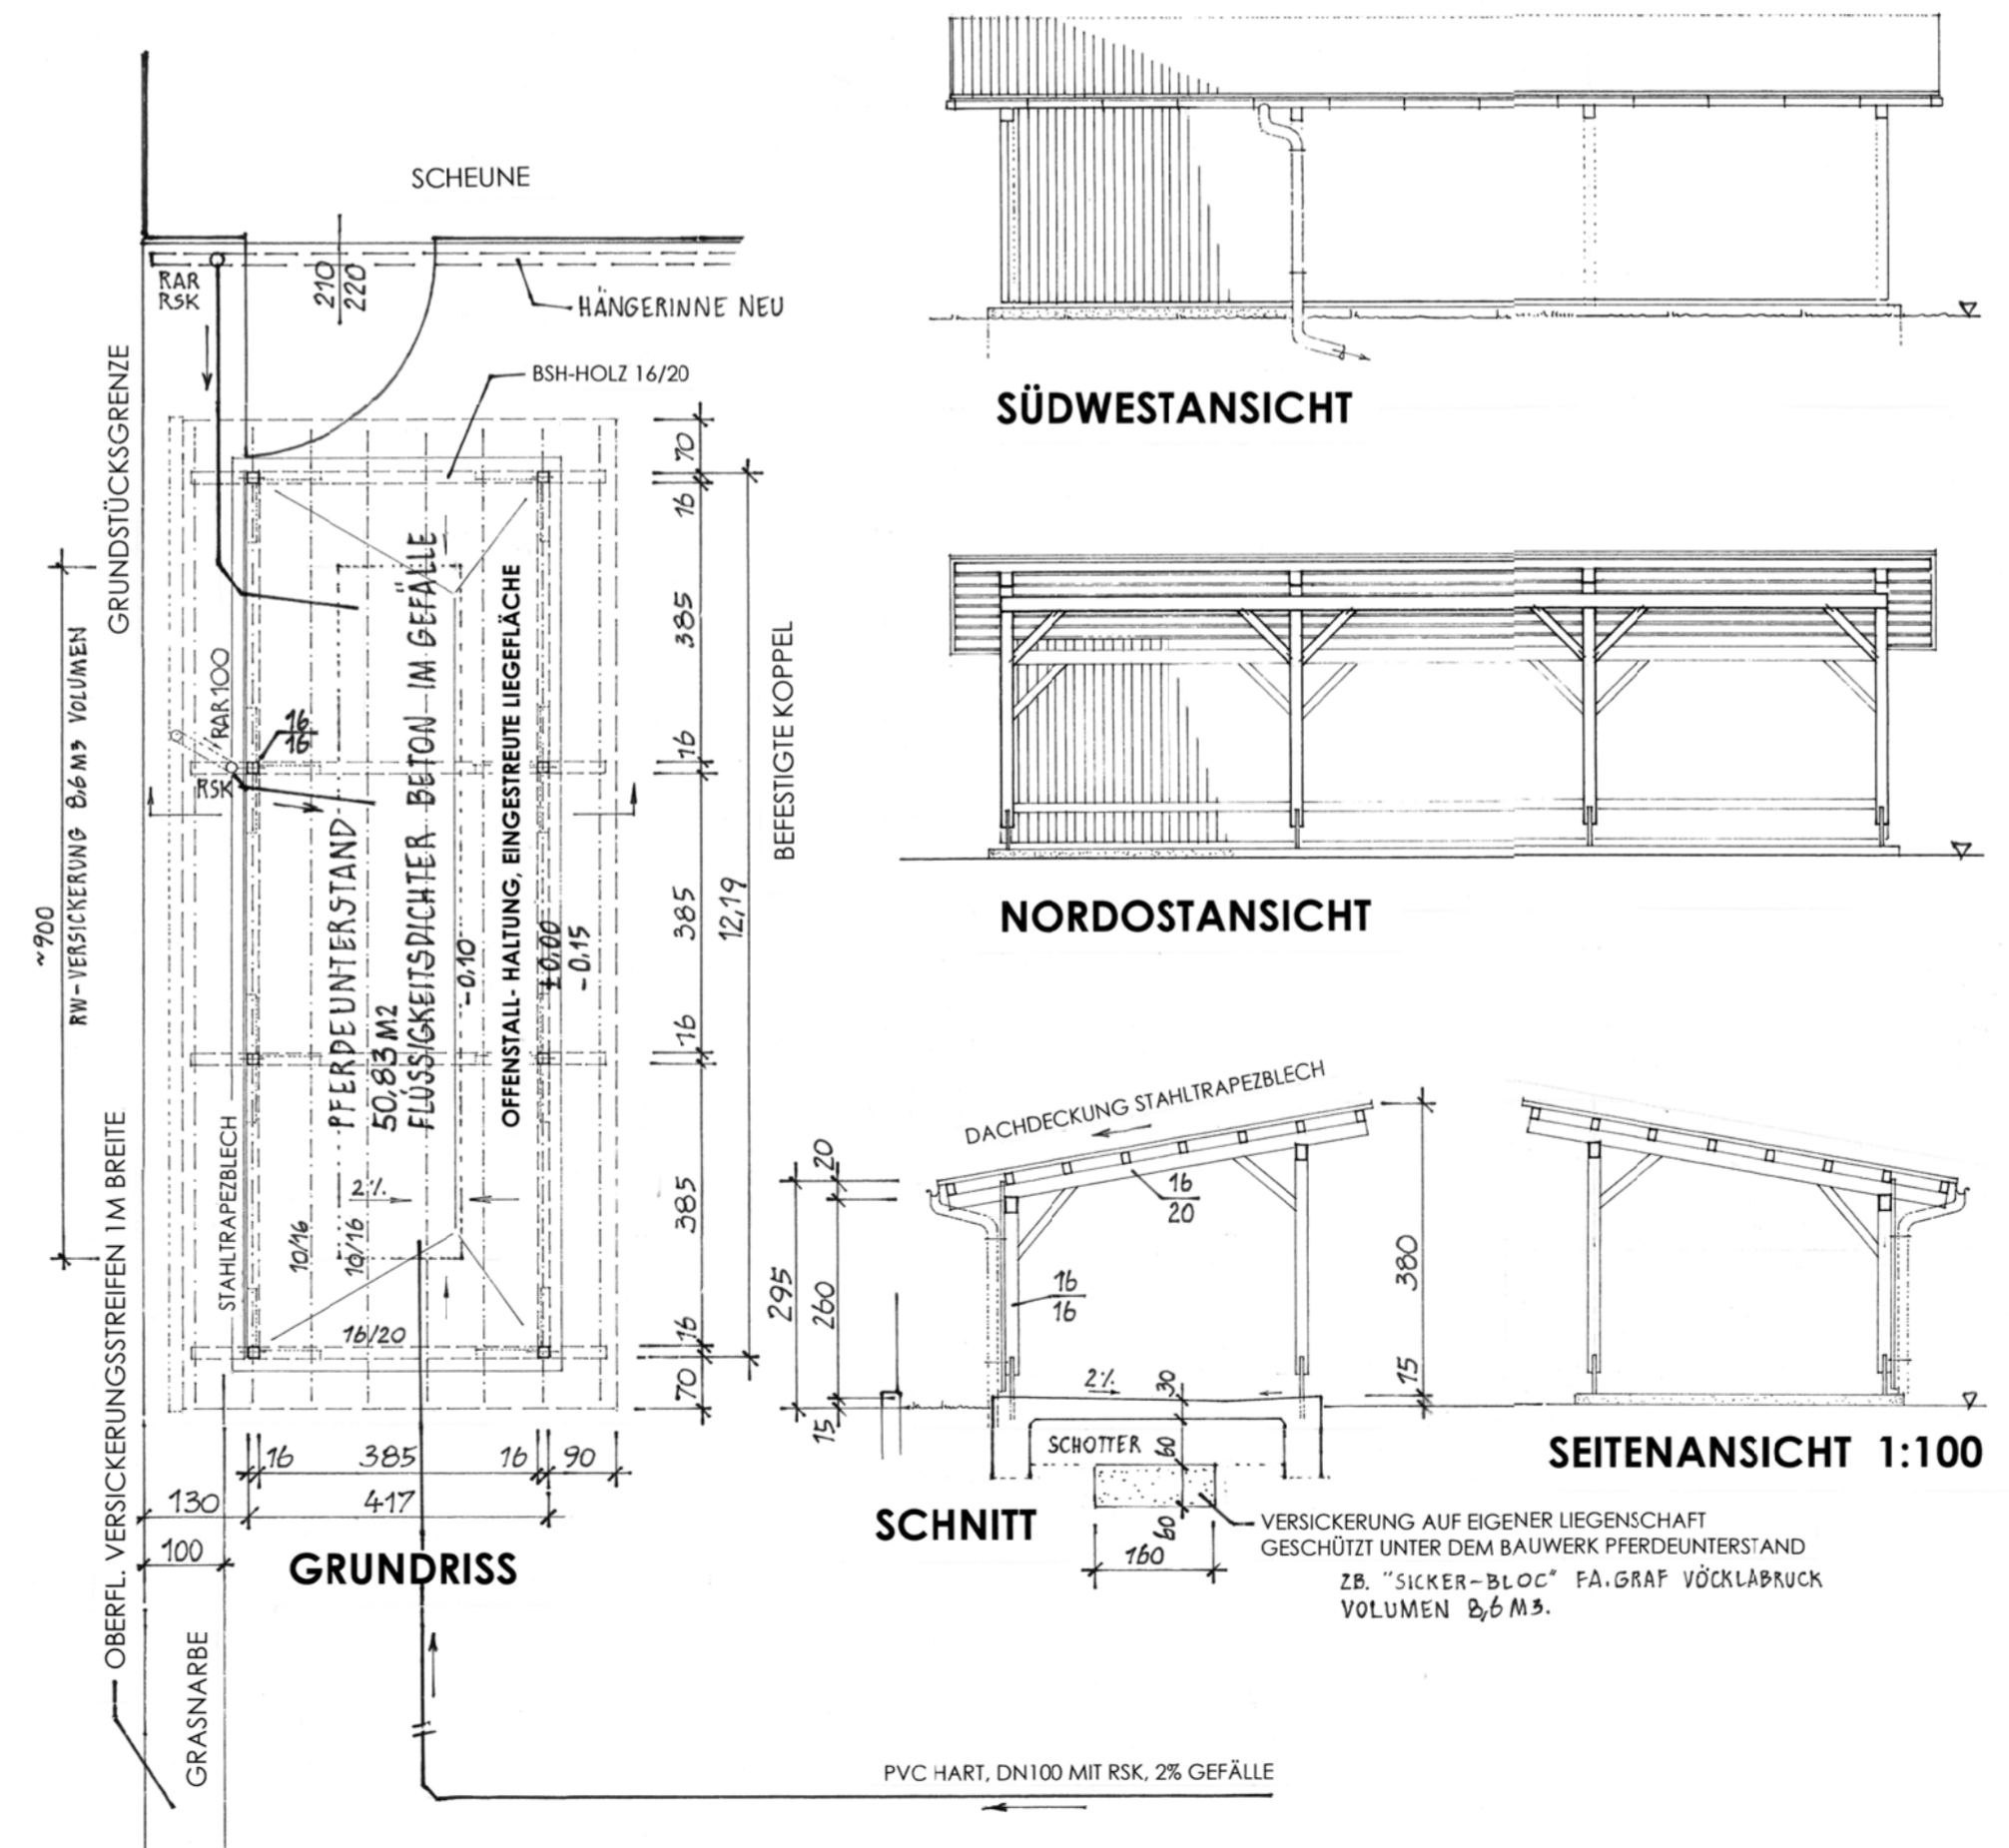 SCHEUNE
RAR
RSK
210
220
HÄNGERINNE NEU
BSH-HOLZ 16/20
GRUNDSTÜCKSGRENZE
~900
RW-VERSICKERUNG 8,6 M3 VOLUMEN
RAR100
16
16
RSK
PFERDEUNTERSTAND
50,83 M2
FLÜSSIGKEITSDICHTER BETON IM GEFÄLLE
-0,10
OFFENSTALL- HALTUNG, EINGESTREUTE LIEGEFLÄCHE
±0,00
-0,15
70
16
385
16
385
16
385
16
70
12,19
BEFESTIGTE KOPPEL
STAHLTRAPEZBLECH
10/16
10/16
2%
16/20
16 385 16 90
130 417
100
GRUNDRISS
OBERFL. VERSICKERUNGSSTREIFEN 1M BREITE
GRASNARBE
PVC HART, DN100 MIT RSK, 2% GEFÄLLE
SÜDWESTANSICHT
NORDOSTANSICHT
DACHDECKUNG STAHLTRAPEZBLECH
20
295
260
15
16
20
16
16
2%
30
SCHOTTER
60
60
160
380
15
SCHNITT
SEITENANSICHT 1:100
VERSICKERUNG AUF EIGENER LIEGENSCHAFT
GESCHÜTZT UNTER DEM BAUWERK PFERDEUNTERSTAND
ZB. "SICKER-BLOC" FA. GRAF VÖCKLABRUCK
VOLUMEN 8,6 M3.